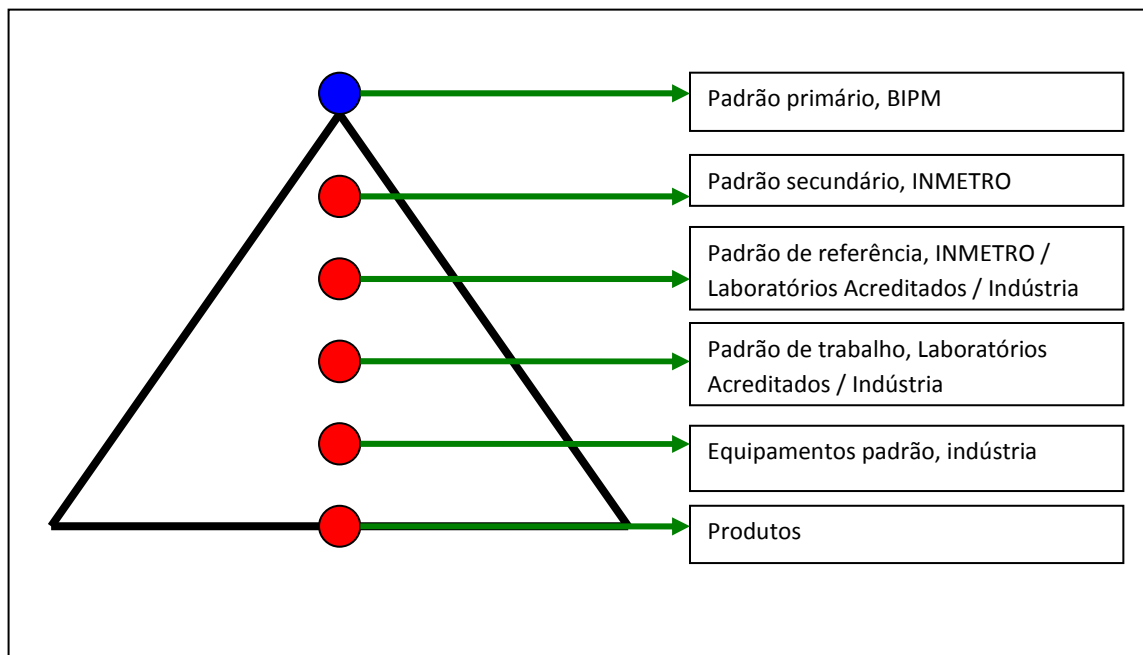 Padrão primário, BIPM
Padrão secundário, INMETRO
Padrão de referência, INMETRO /
Laboratórios Acreditados / Indústria
Padrão de trabalho, Laboratórios
Acreditados / Indústria
Equipamentos padrão, indústria
Produtos